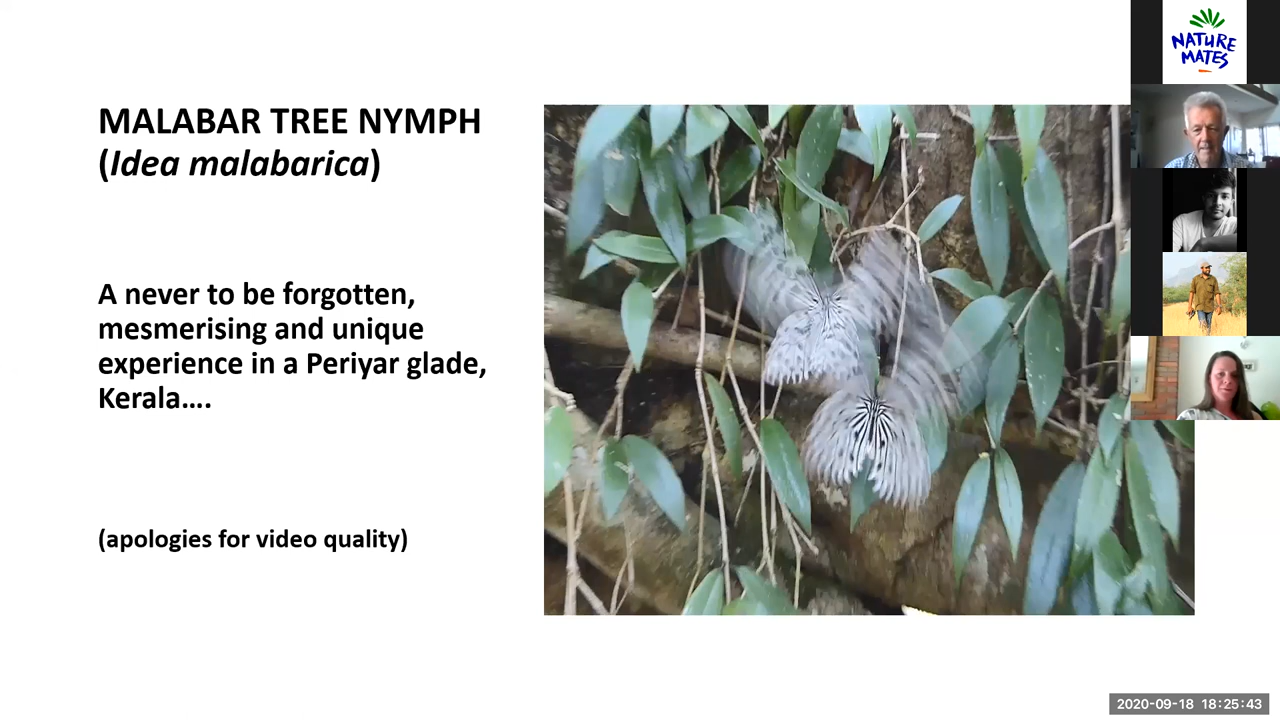 MALABAR TREE NYMPH
(Idea malabarica)
A never to be forgotten,
mesmerising and unique
experience in a Periyar glade,
Kerala....
(apologies for video quality)
NATURE
MATES
2020-09-18 18:25:43